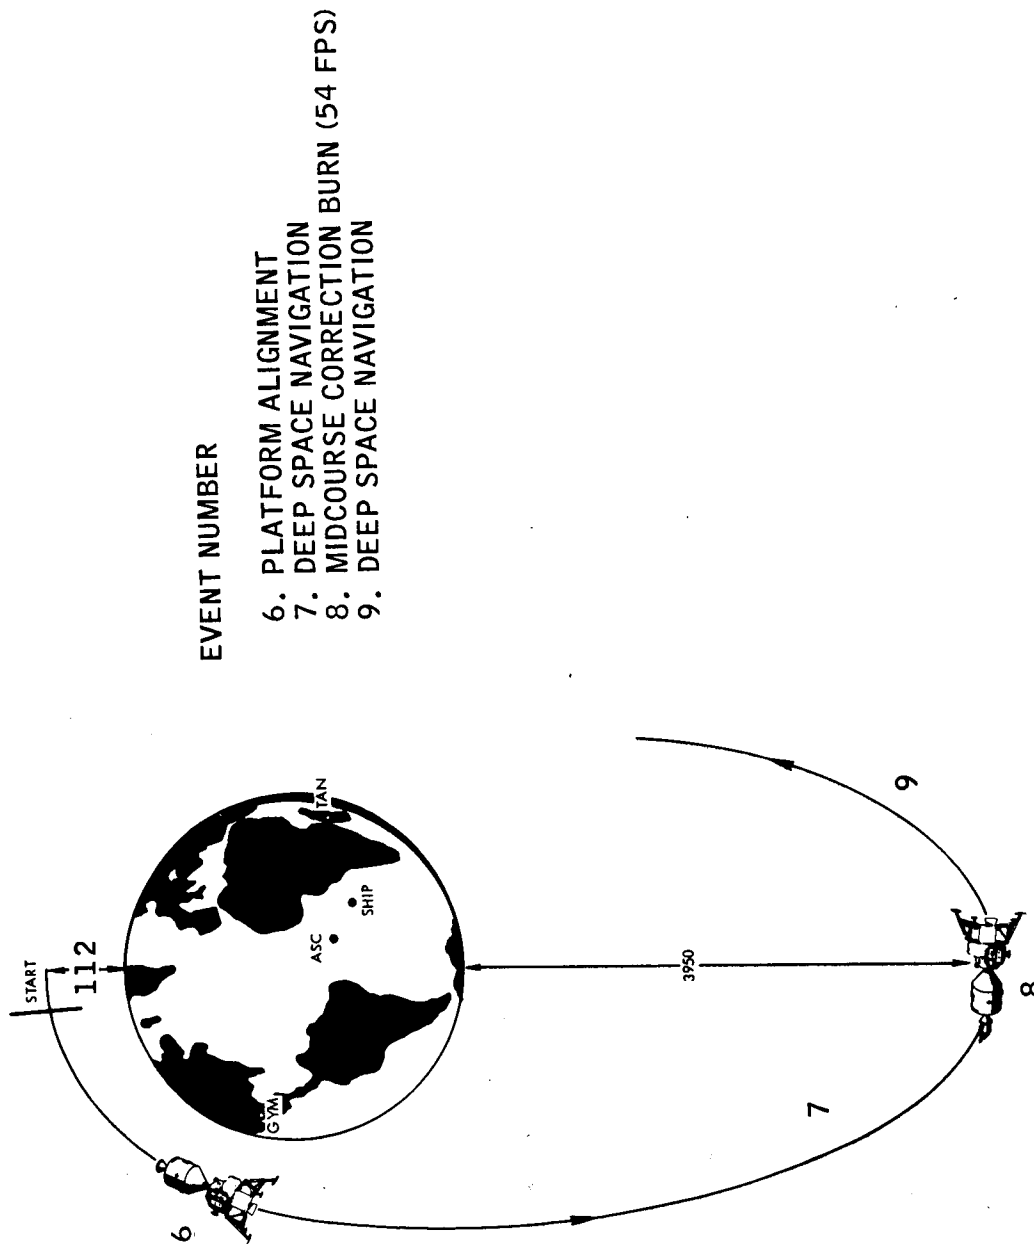 EVENT NUMBER
6. PLATFORM ALIGNMENT
7. DEEP SPACE NAVIGATION
8. MIDCOURSE CORRECTION BURN (54 FPS)
9. DEEP SPACE NAVIGATION
START
112
TAN
SHIP
ASC
GYM
3950
6
7
8
9